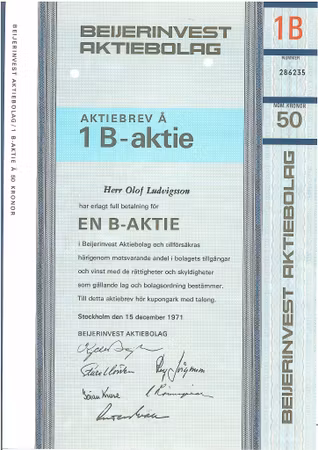 BEIJERINVEST AKTIEBOLAG/1 B-AKTIE Å 50 KRONOR
BEIJERINVEST
AKTIEBOLAG
1B
NUMMER
286235
NOM. KRONOR
50
BEIJERINVEST AKTIEBOLAG
AKTIEBREV Å
1 B-aktie
Herr Olof Ludvigsson
har erlagt full betalning för
EN B-AKTIE
i Beijerinvest Aktiebolag och tillförsäkras
härigenom motsvarande andel i bolagets tillgångar
och vinst med de rättigheter och skyldigheter
som gällande lag och bolagsordning bestämmer.
Till detta aktiebrev hör kupongark med talong.
Stockholm den 15 december 1971
BEIJERINVEST AKTIEBOLAG